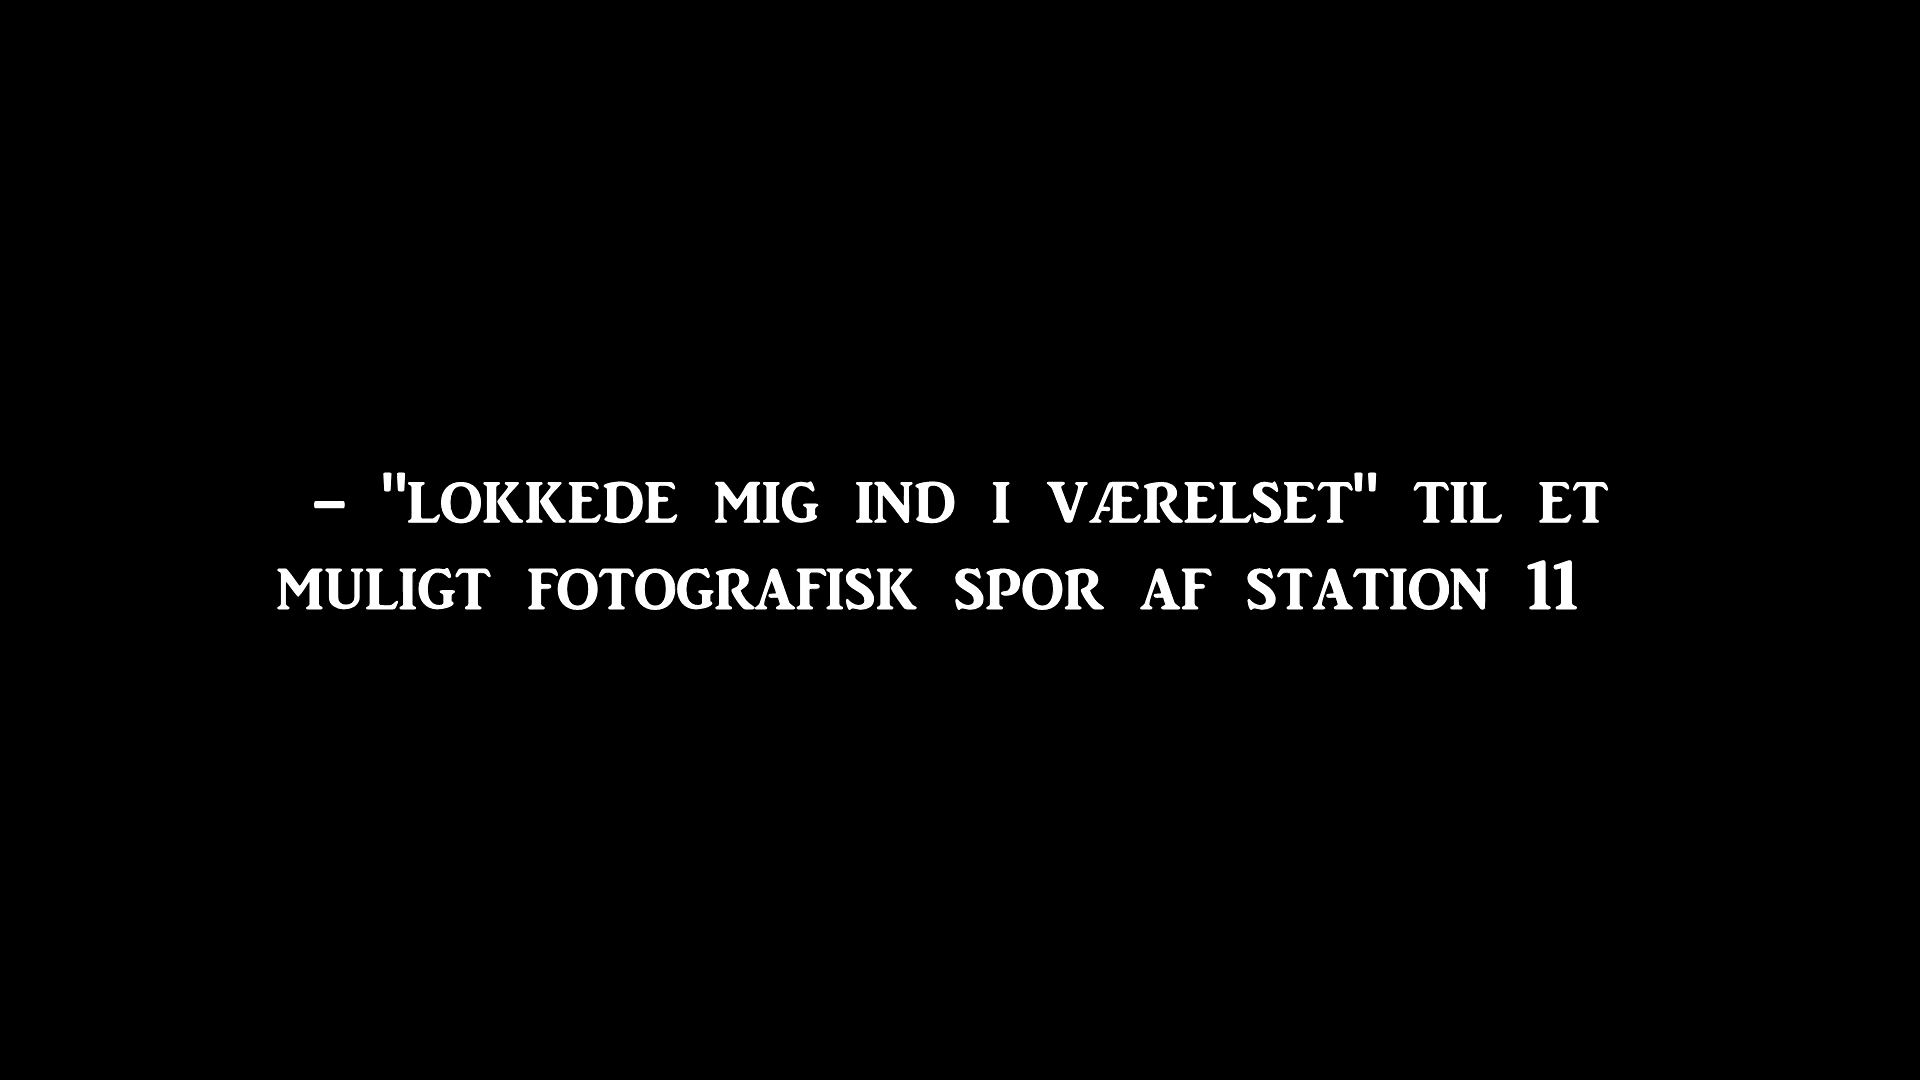 – "LOKKEDE MIG IND I VÆRELSET" TIL ET
MULIGT FOTOGRAFISK SPOR AF STATION 11